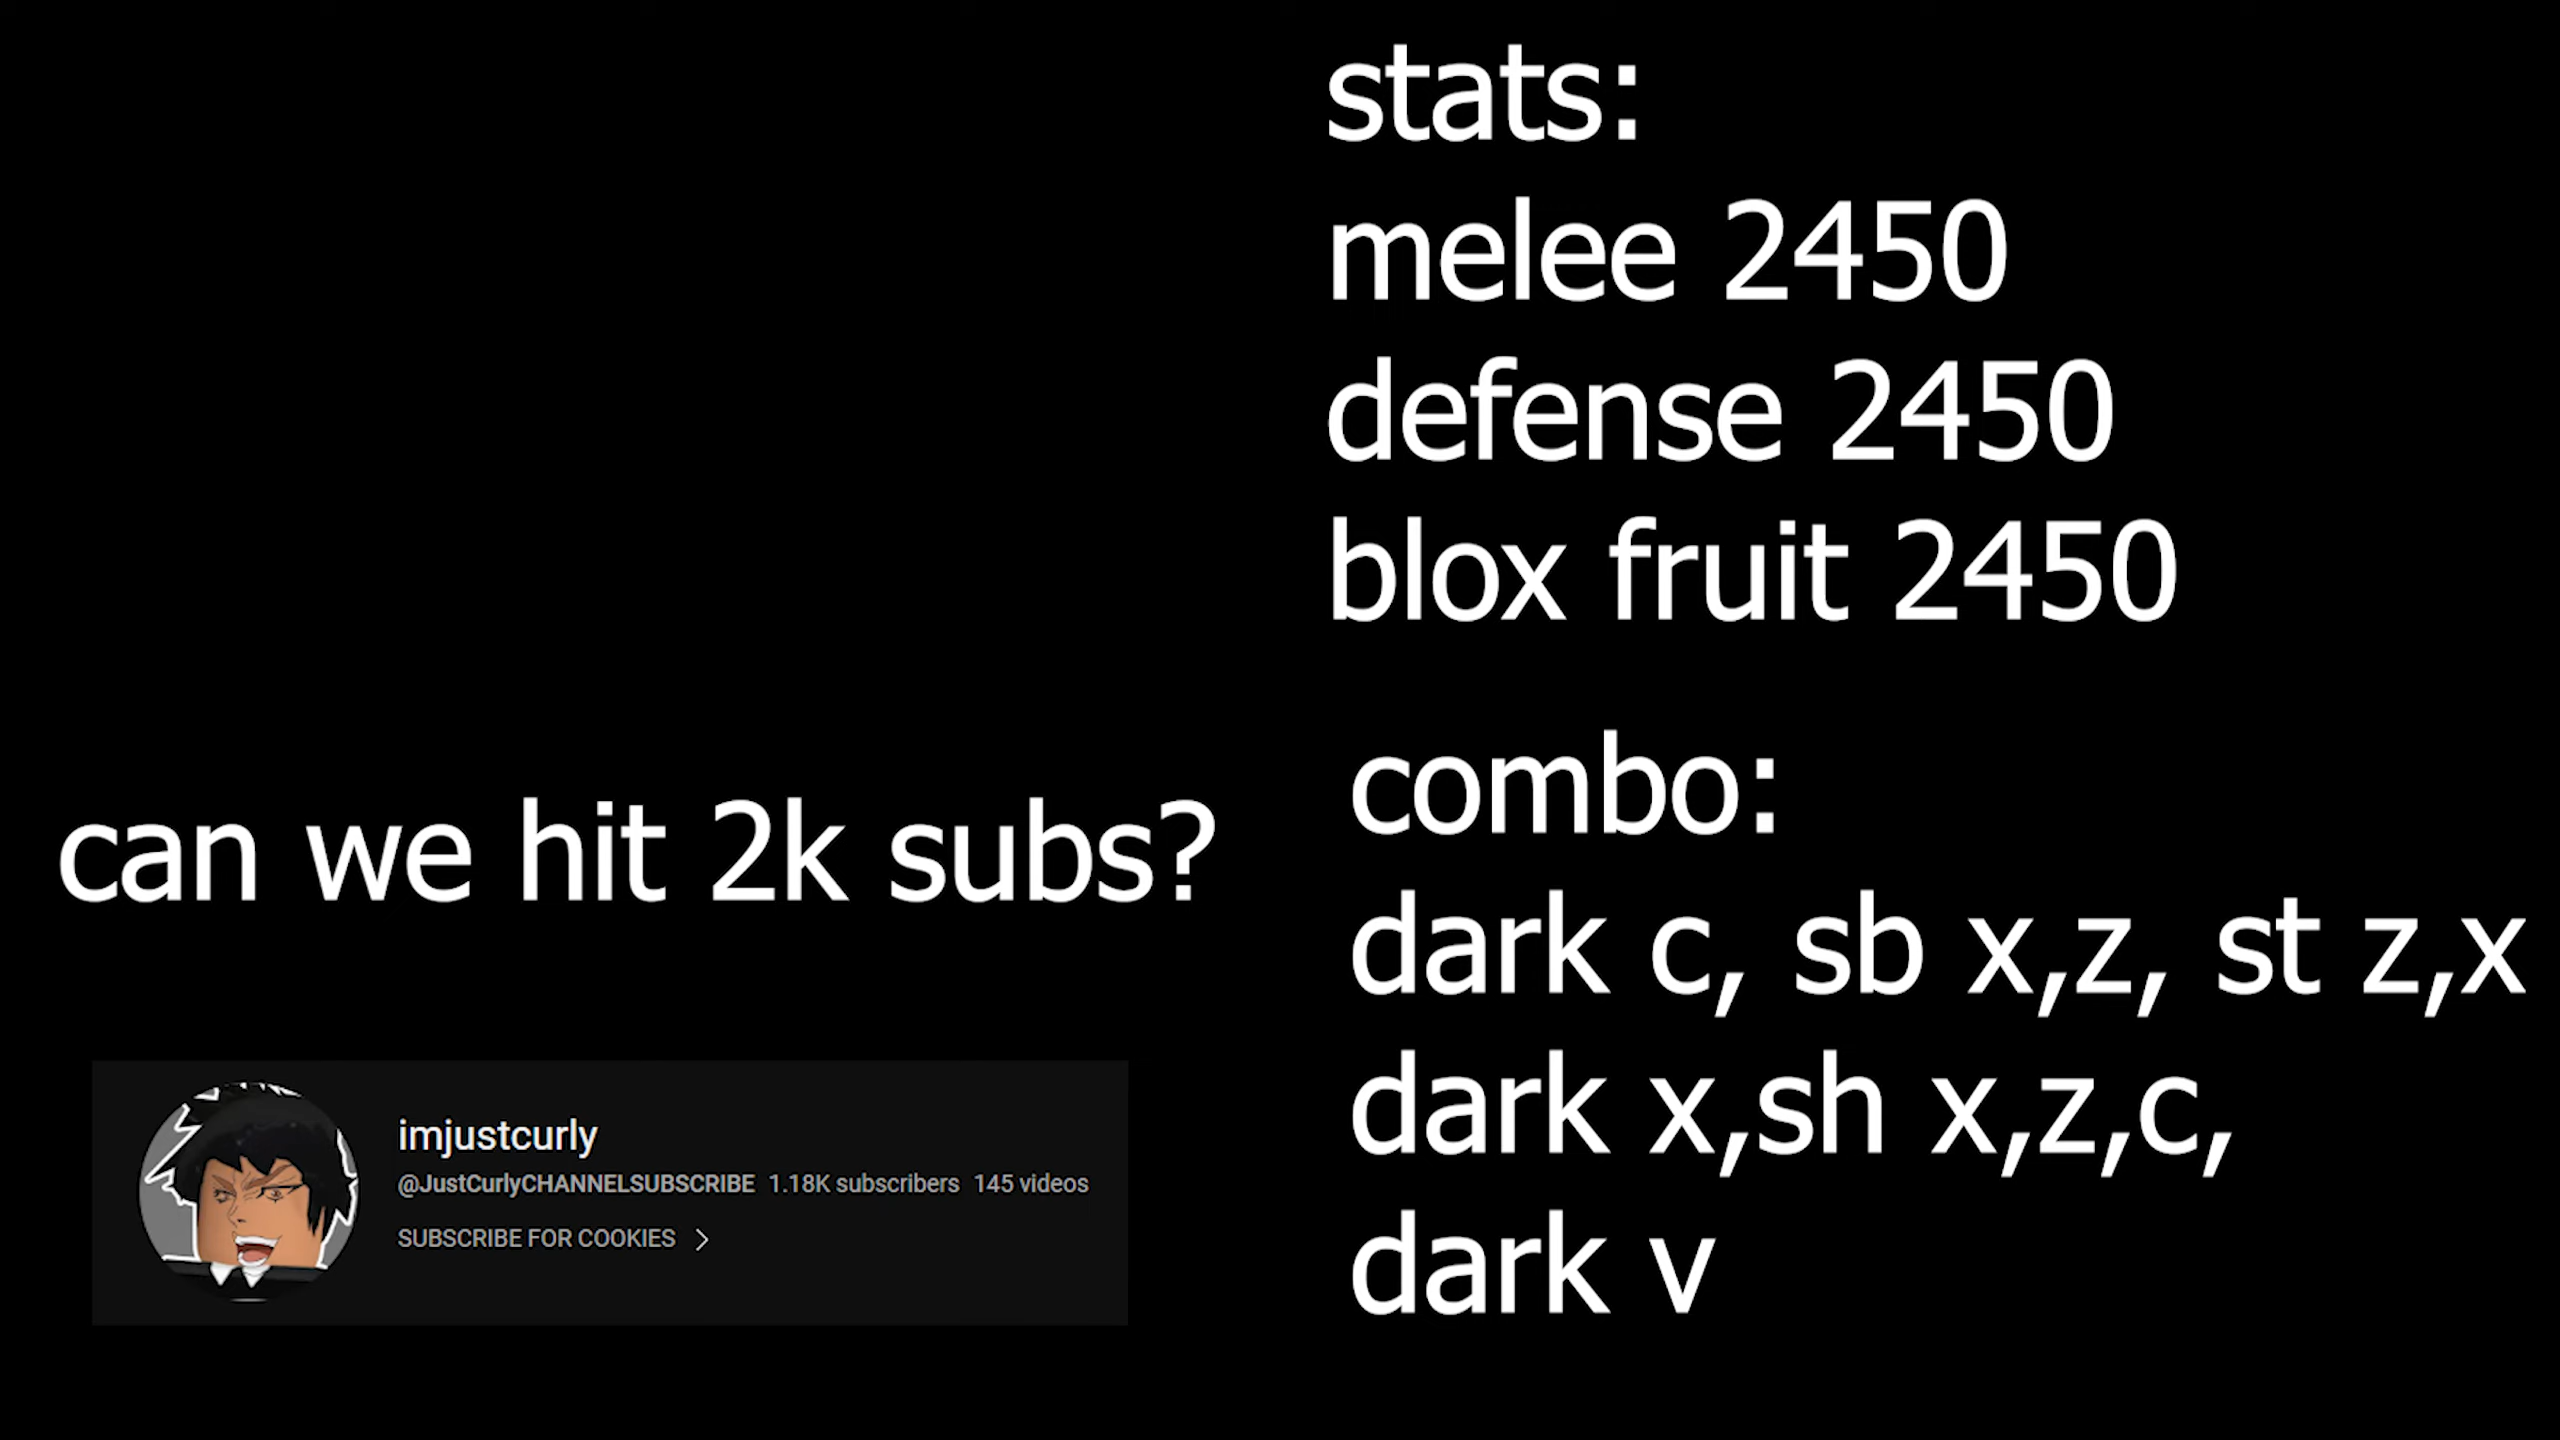 stats:
melee 2450
defense 2450
blox fruit 2450
combo:
dark c, sb x,z, st z,x
dark x,sh x,z,c,
dark v
can we hit 2k subs?
imjustcurly
@JustCurlyCHANNELSUBSCRIBE 1.18K subscribers 145 videos
SUBSCRIBE FOR COOKIES >